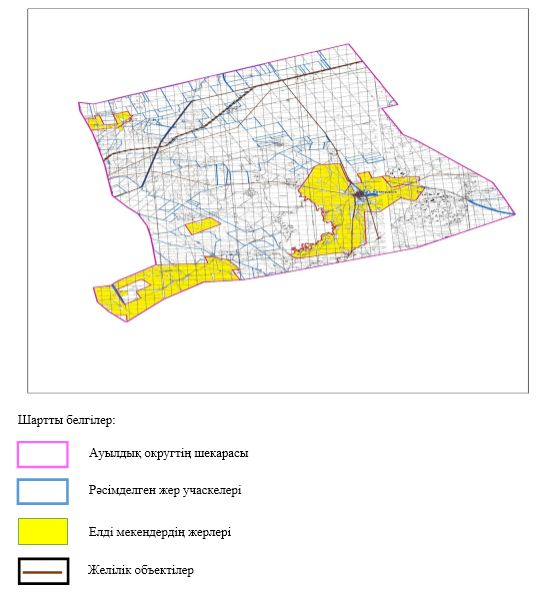 Шартты белгілер:
Ауылдық округтің шекарасы
Рәсімделген жер учаскелері
Елді мекендердің жерлері
Желілік объектілер